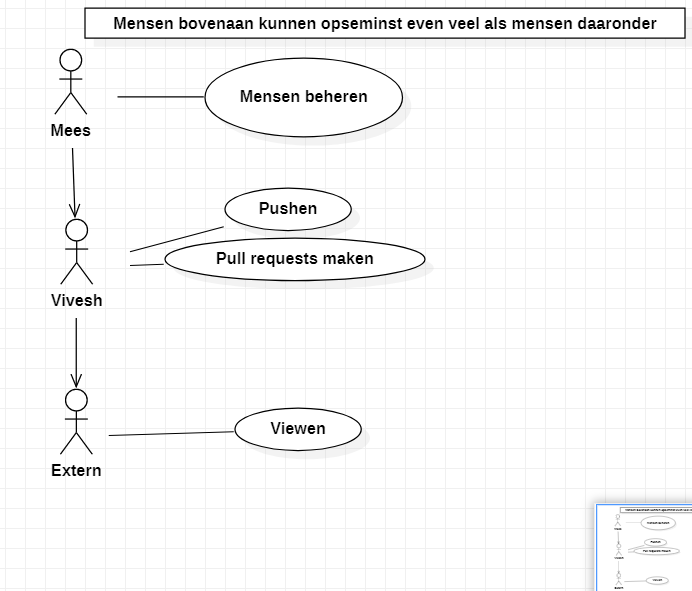 Mensen bovenaan kunnen opseminst even veel als mensen daaronder
Mees
Mensen beheren
Pushen
Pull requests maken
Vivesh
Viewen
Extern